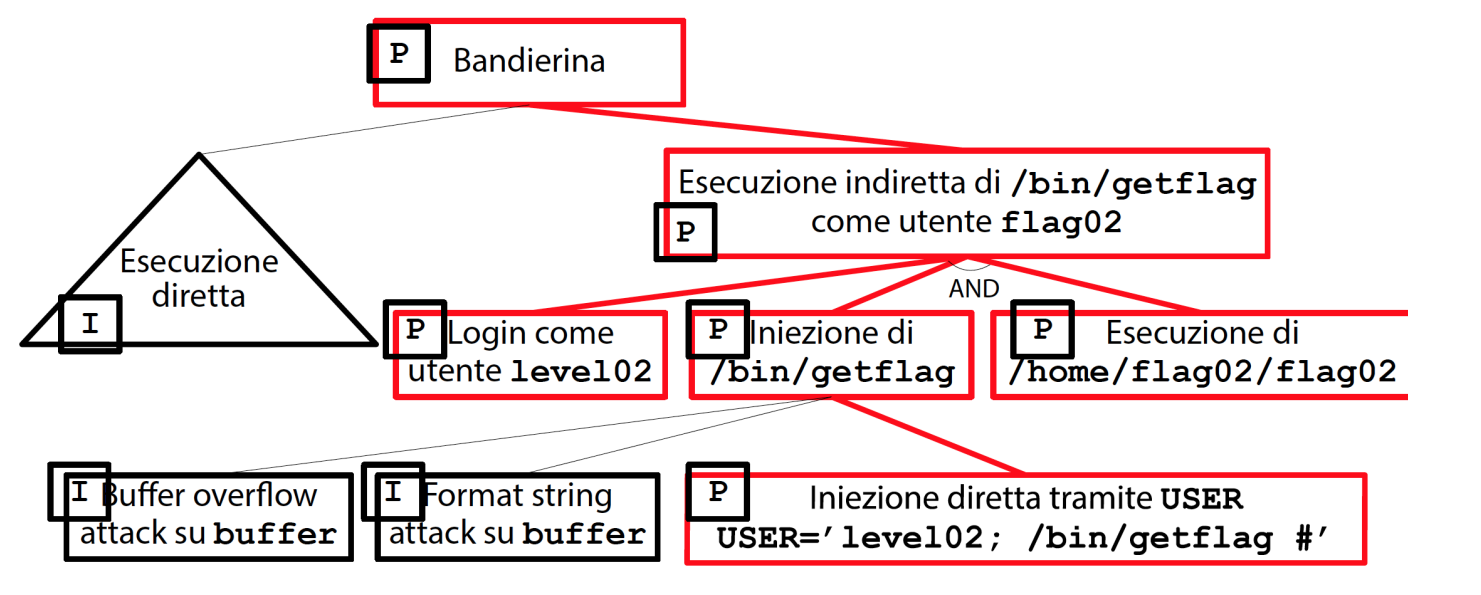 P
Bandierina
Esecuzione indiretta di /bin/getflag
come utente flag02
P
Esecuzione
diretta
I
AND
P Login come
utente level02
P Iniezione di
/bin/getflag
P Esecuzione di
/home/flag02/flag02
I Buffer overflow
attack su buffer
I Format string
attack su buffer
P Iniezione diretta tramite USER
USER=’level02; /bin/getflag #’